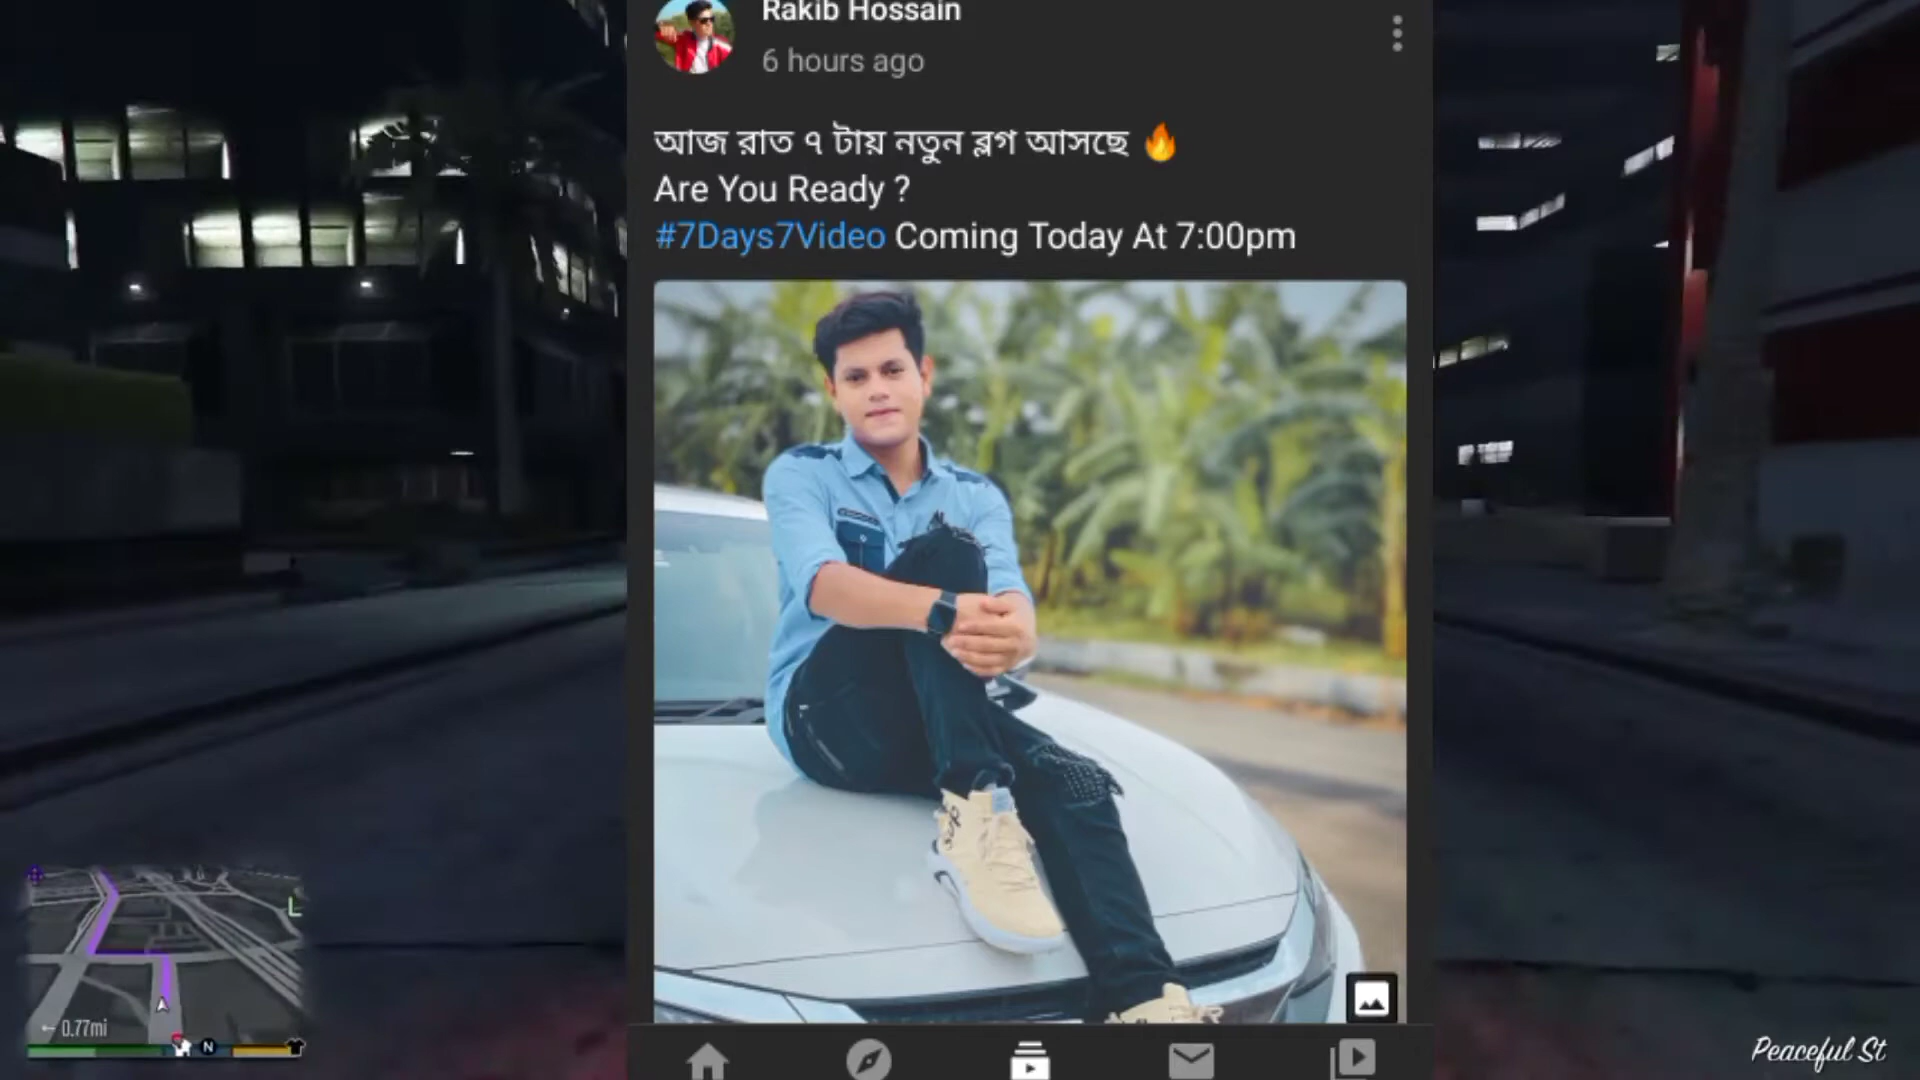 Rakib Hossain
6 hours ago
আজ রাত ৭ টায় নতুন ব্লগ আসছে 🔥
Are You Ready ?
#7Days7Video Coming Today At 7:00pm
L
0.77mi
N
Peaceful St